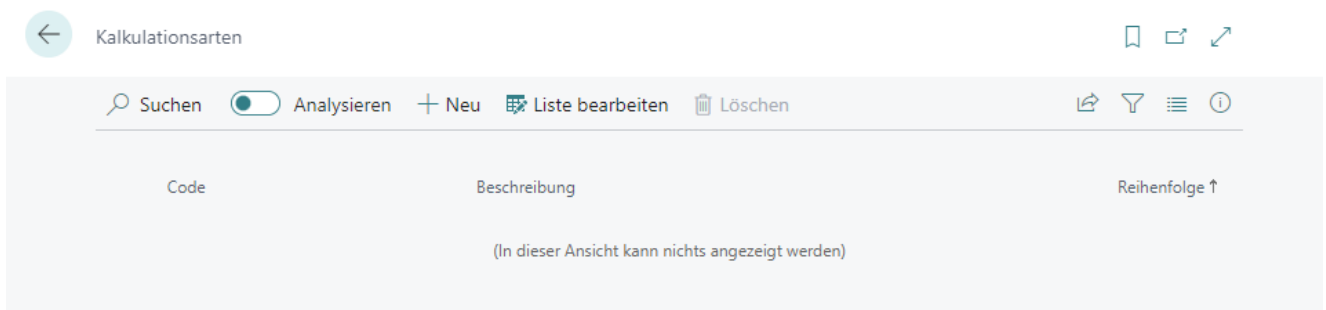 Kalkulationsarten
Suchen Analysieren Neu Liste bearbeiten Löschen
Code Beschreibung Reihenfolge ↑
(In dieser Ansicht kann nichts angezeigt werden)